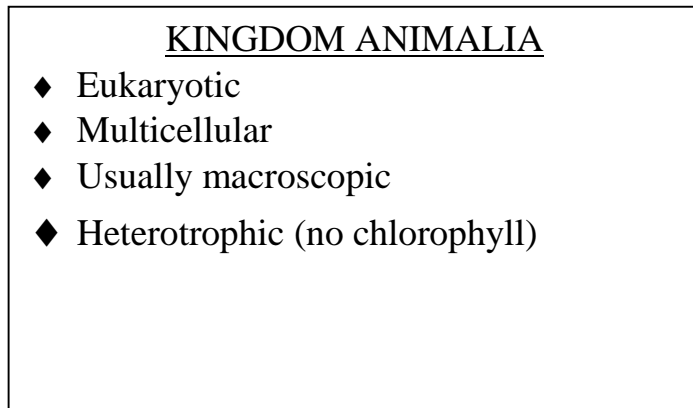 KINGDOM ANIMALIA
♦ Eukaryotic
♦ Multicellular
♦ Usually macroscopic
♦ Heterotrophic (no chlorophyll)